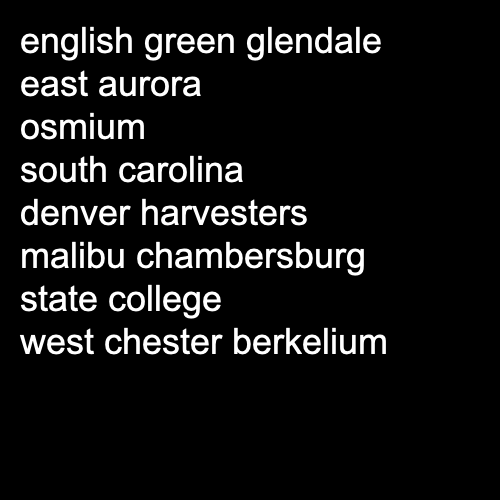 english green glendale
east aurora
osmium
south carolina
denver harvesters
malibu chambersburg
state college
west chester berkelium